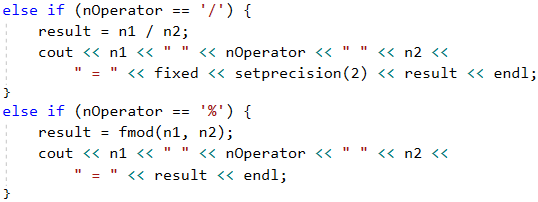 else if (nOperator == '/') {
    result = n1 / n2;
    cout << n1 << " " << nOperator << " " << n2 <<
        " = " << fixed << setprecision(2) << result << endl;
}
else if (nOperator == '%') {
    result = fmod(n1, n2);
    cout << n1 << " " << nOperator << " " << n2 <<
        " = " << result << endl;
}